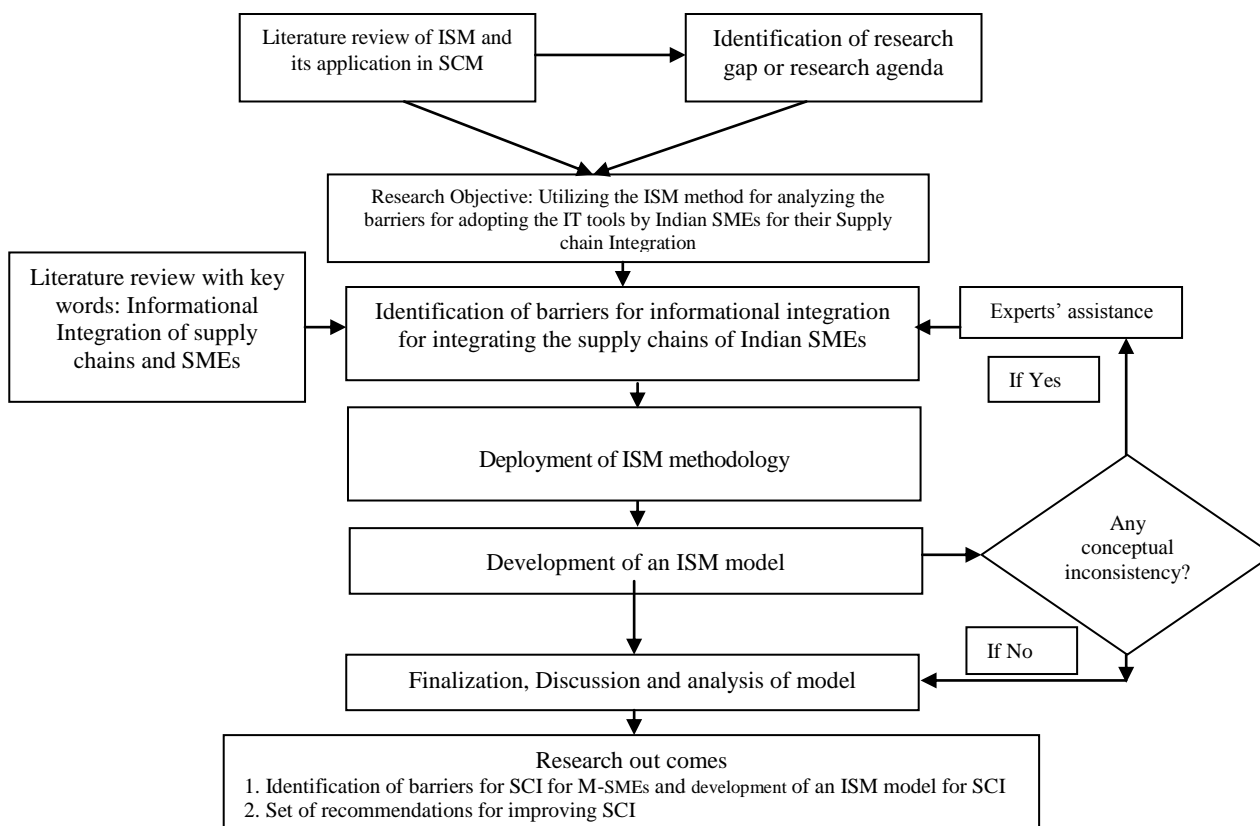 Literature review of ISM and
its application in SCM
Identification of research
gap or research agenda
Research Objective: Utilizing the ISM method for analyzing the
barriers for adopting the IT tools by Indian SMEs for their Supply
chain Integration
Literature review with key
words: Informational
Integration of supply
chains and SMEs
Identification of barriers for informational integration
for integrating the supply chains of Indian SMEs
Experts’ assistance
If Yes
Deployment of ISM methodology
Any
conceptual
inconsistency?
Development of an ISM model
If No
Finalization, Discussion and analysis of model
Research out comes
1. Identification of barriers for SCI for M-SMEs and development of an ISM model for SCI
2. Set of recommendations for improving SCI